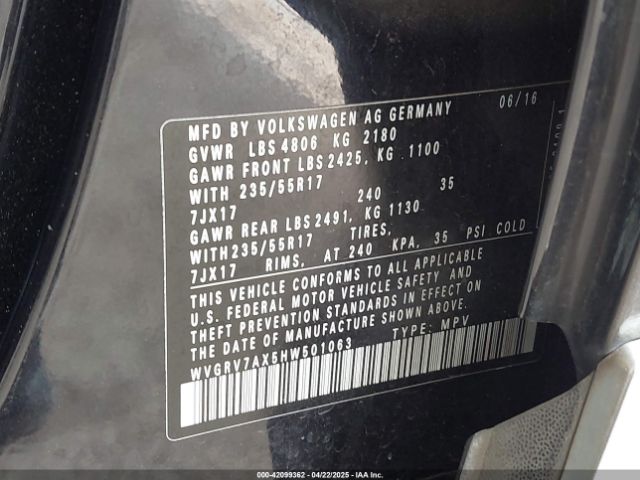 06/16
MFD BY VOLKSWAGEN AG GERMANY
GVWR LBS 4806 KG 2180
GAWR FRONT LBS 2425, KG 1100
WITH 235/55R17
7JX17 240 35
GAWR REAR LBS 2491, KG 1130
WITH 235/55R17 TIRES,
7JX17 RIMS, AT 240 KPA, 35 PSI COLD
THIS VEHICLE CONFORMS TO ALL APPLICABLE
U.S. FEDERAL MOTOR VEHICLE SAFETY AND
THEFT PREVENTION STANDARDS IN EFFECT ON
THE DATE OF MANUFACTURE SHOWN ABOVE.
WVGRV7AX5HW501063 TYPE: MPV
000-42099362 - 04/22/2025 - IAA Inc.